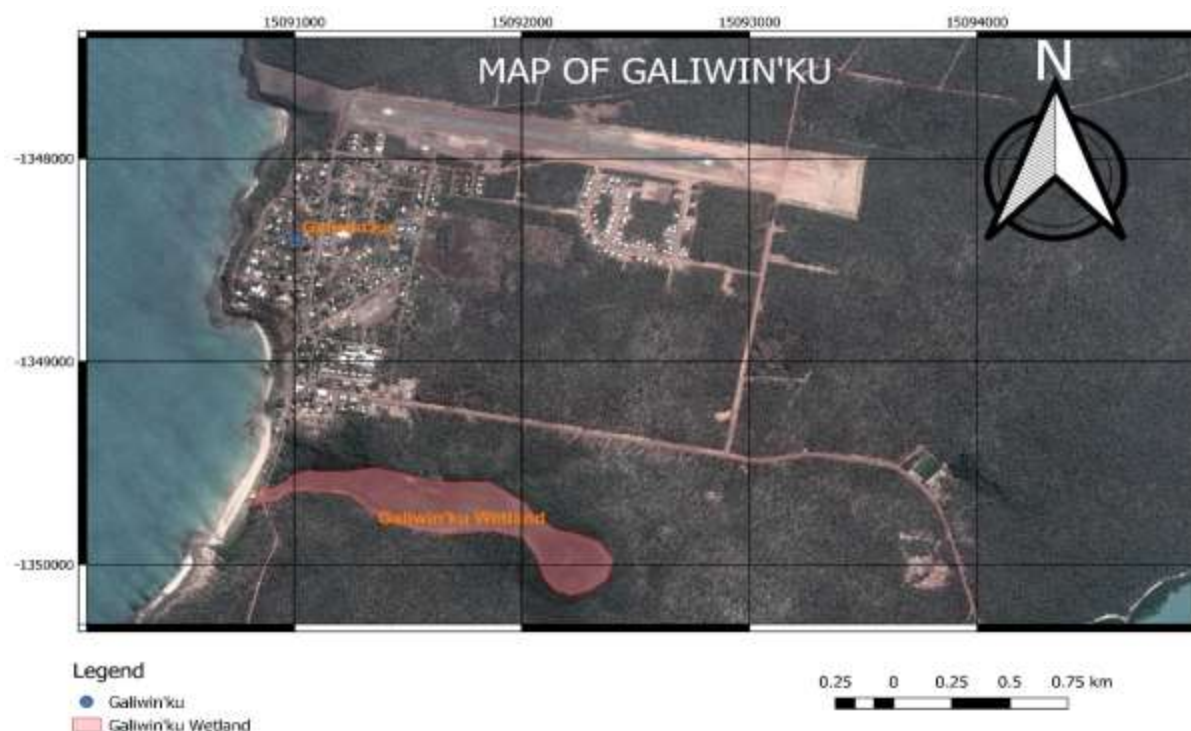 15091000 15092000 15093000 15094000
MAP OF GALIWIN'KU
N
-1348000
Galiwin'ku
-1349000
Galiwin'ku Wetland
-1350000
Legend
Galiwin'ku
Galiwin'ku Wetland
0.25 0 0.25 0.5 0.75 km